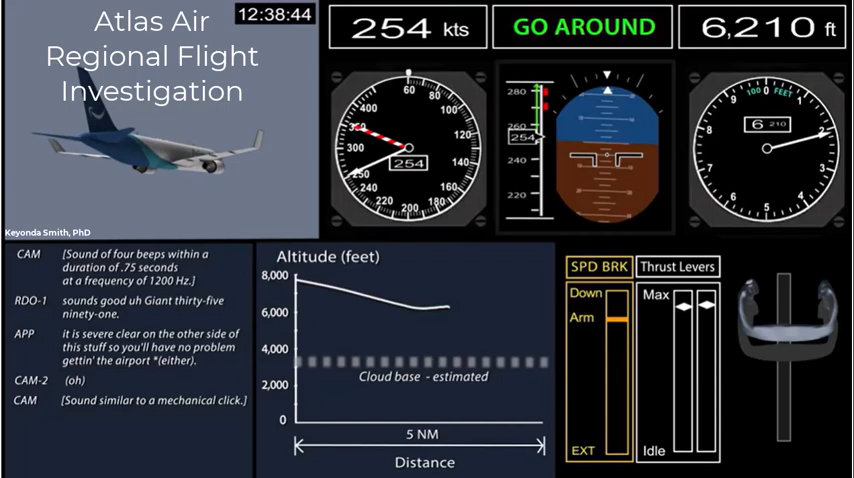 Atlas Air
Regional Flight
Investigation
12:38:44
254 kts
GO AROUND
6,210 ft
60
80
100
120
140
160
180
200
220
240
250
300
350
400
254
280
260
254
240
220
100 FEET
0
1
2
3
4
5
6
7
8
9
6 210
Keyonda Smith, PhD
CAM [Sound of four beeps within a
duration of .75 seconds
at a frequency of 1200 Hz.]
RDO-1 sounds good uh Giant thirty-five
ninety-one.
APP it is severe clear on the other side of
this stuff so you'll have no problem
gettin' the airport *(either).
CAM-2 (oh)
CAM [Sound similar to a mechanical click.]
Altitude (feet)
8,000
6,000
4,000
2,000
0
Cloud base - estimated
5 NM
Distance
SPD BRK
Down
Arm
EXT
Thrust Levers
Max
Idle